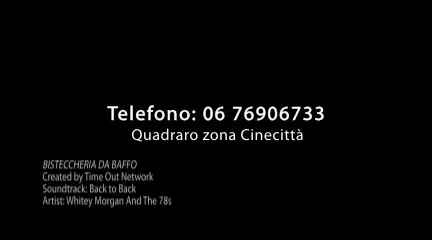 Telefono: 06 76906733
Quadraro zona Cinecittà
BISTECCHERIA DA BAFFO
Created by Time Out Network
Soundtrack: Back to Back
Artist: Whitey Morgan And The 78s